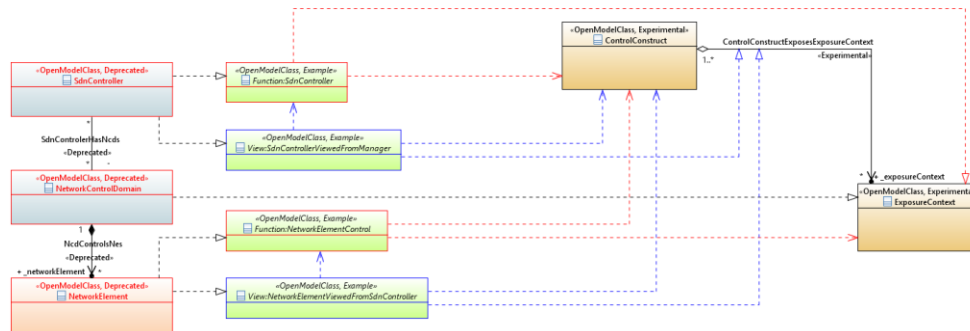 «OpenModelClass, Experimental»
ControlConstruct
ControlConstructExposesExposureContext
1..*
«Experimental»
«OpenModelClass, Deprecated»
SdnController
«OpenModelClass, Example»
Function:SdnController
*
SdnControlerHasNcds
«Deprecated»
*
«OpenModelClass, Example»
View:SdnControllerViewedFromManager
«OpenModelClass, Deprecated»
NetworkControlDomain
* + _exposureContext
«OpenModelClass, Experimenta
ExposureContext
1
NcdControlsNes
«Deprecated»
+ _networkElement *
«OpenModelClass, Example»
Function:NetworkElementControl
«OpenModelClass, Deprecated»
NetworkElement
«OpenModelClass, Example»
View:NetworkElementViewedFromSdnController